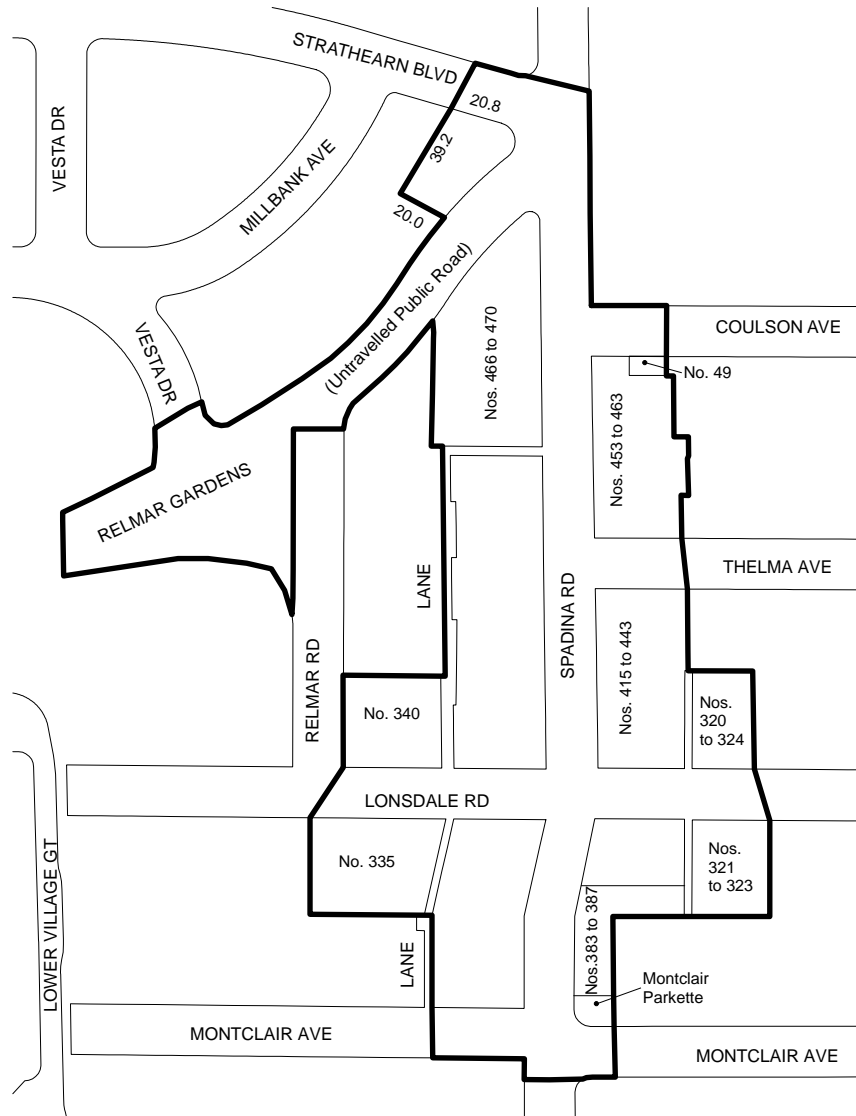 STRATHEARN BLVD
20.8
VESTA DR
39.2
MILLBANK AVE
20.0
(Untravelled Public Road)
COULSON AVE
VESTA DR
Nos. 466 to 470
No. 49
Nos. 453 to 463
RELMAR GARDENS
THELMA AVE
LANE
SPADINA RD
Nos. 415 to 443
RELMAR RD
No. 340
Nos.
320
to 324
LONSDALE RD
No. 335
Nos.
321
to 323
LOWER VILLAGE GT
Nos.383 to 387
LANE
Montclair
Parkette
MONTCLAIR AVE
MONTCLAIR AVE